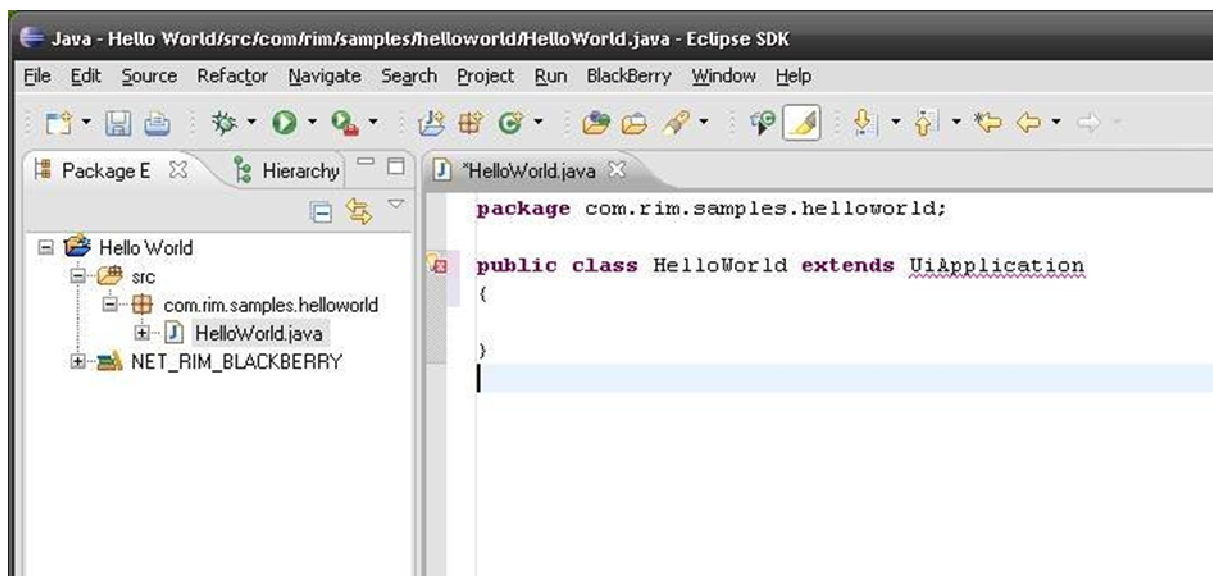 Java - Hello World/src/com/rim/samples/helloworld/HelloWorld.java - Eclipse SDK
File Edit Source Refactor Navigate Search Project Run BlackBerry Window Help
Package E Hierarchy
*HelloWorld.java
Hello World
src
com.rim.samples.helloworld
HelloWorld.java
NET_RIM_BLACKBERRY
package com.rim.samples.helloworld;
public class HelloWorld extends UiApplication
{
}